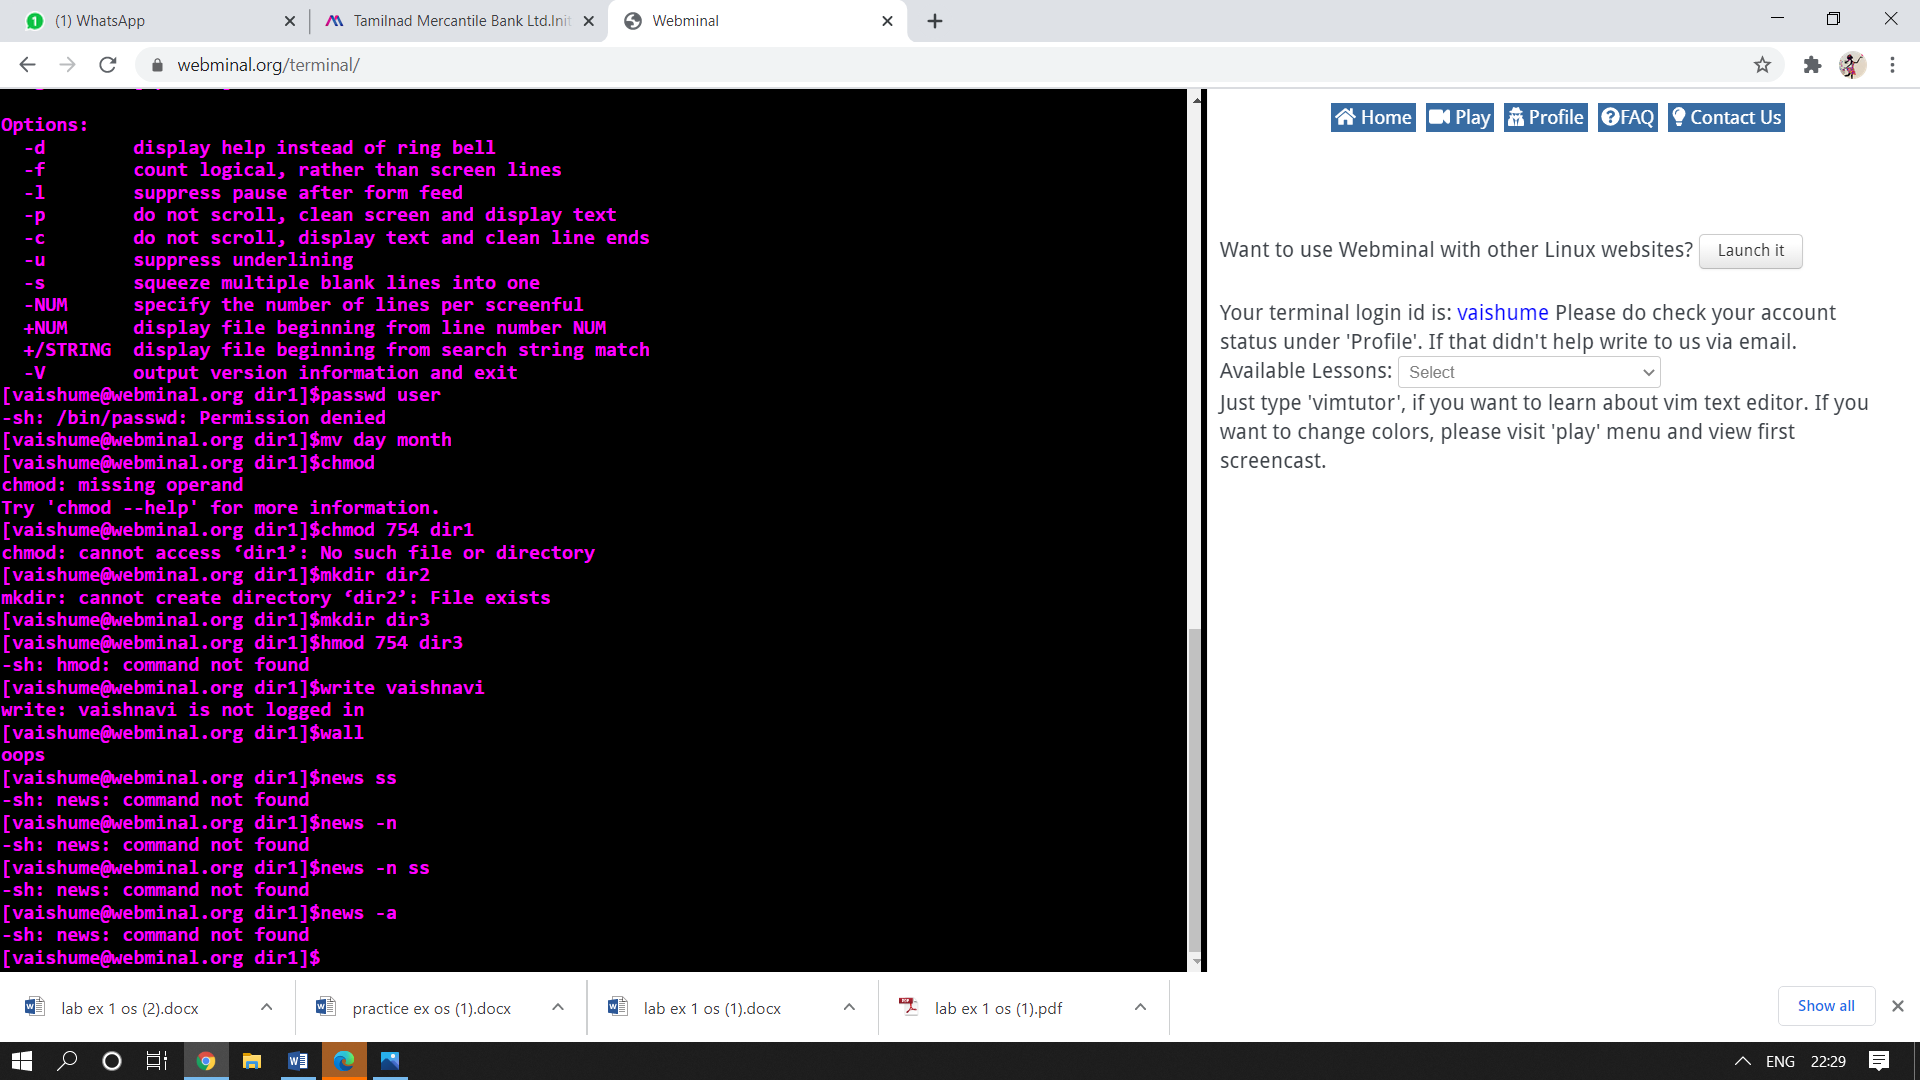 (1) WhatsApp
Tamilnad Mercantile Bank Ltd.Init
Webminal
webminal.org/terminal/
Options:
-d display help instead of ring bell
-f count logical, rather than screen lines
-l suppress pause after form feed
-p do not scroll, clean screen and display text
-c do not scroll, display text and clean line ends
-u suppress underlining
-s squeeze multiple blank lines into one
-NUM specify the number of lines per screenful
+NUM display file beginning from line number NUM
+/STRING display file beginning from search string match
-V output version information and exit
[vaishume@webminal.org dir1]$passwd user
-sh: /bin/passwd: Permission denied
[vaishume@webminal.org dir1]$mv day month
[vaishume@webminal.org dir1]$chmod
chmod: missing operand
Try 'chmod --help' for more information.
[vaishume@webminal.org dir1]$chmod 754 dir1
chmod: cannot access ‘dir1’: No such file or directory
[vaishume@webminal.org dir1]$mkdir dir2
mkdir: cannot create directory ‘dir2’: File exists
[vaishume@webminal.org dir1]$mkdir dir3
[vaishume@webminal.org dir1]$hmod 754 dir3
-sh: hmod: command not found
[vaishume@webminal.org dir1]$write vaishnavi
write: vaishnavi is not logged in
[vaishume@webminal.org dir1]$wall
oops
[vaishume@webminal.org dir1]$news ss
-sh: news: command not found
[vaishume@webminal.org dir1]$news -n
-sh: news: command not found
[vaishume@webminal.org dir1]$news -n ss
-sh: news: command not found
[vaishume@webminal.org dir1]$news -a
-sh: news: command not found
[vaishume@webminal.org dir1]$
Home Play Profile FAQ Contact Us
Want to use Webminal with other Linux websites? Launch it
Your terminal login id is: vaishume Please do check your account
status under 'Profile'. If that didn't help write to us via email.
Available Lessons: Select
Just type 'vimtutor', if you want to learn about vim text editor. If you
want to change colors, please visit 'play' menu and view first
screencast.
lab ex 1 os (2).docx
practice ex os (1).docx
lab ex 1 os (1).docx
lab ex 1 os (1).pdf
Show all
ENG 22:29